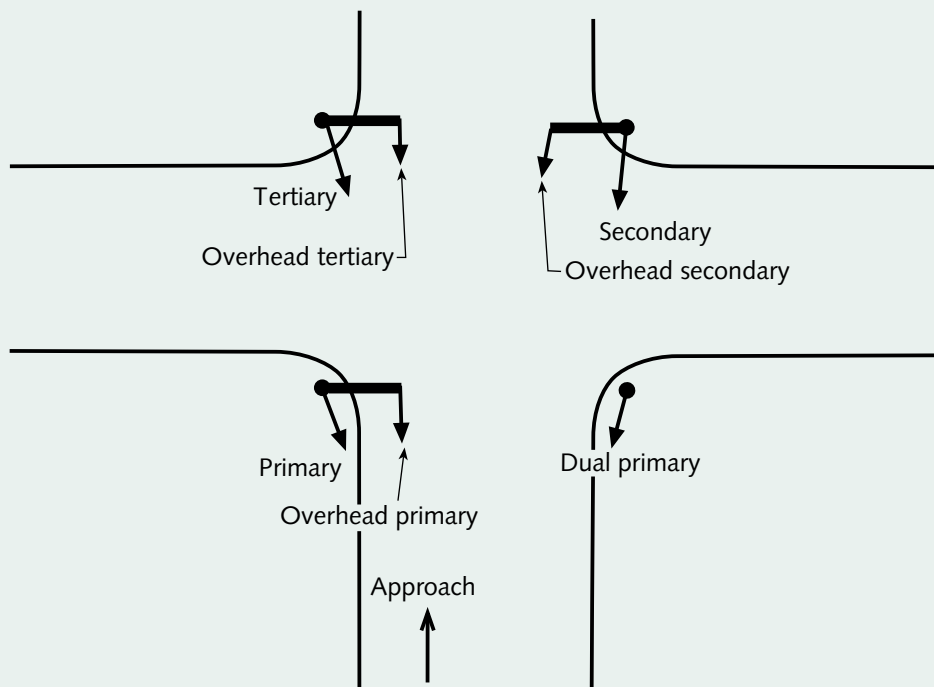 Tertiary
Secondary
Overhead tertiary
Overhead secondary
Primary
Dual primary
Overhead primary
Approach